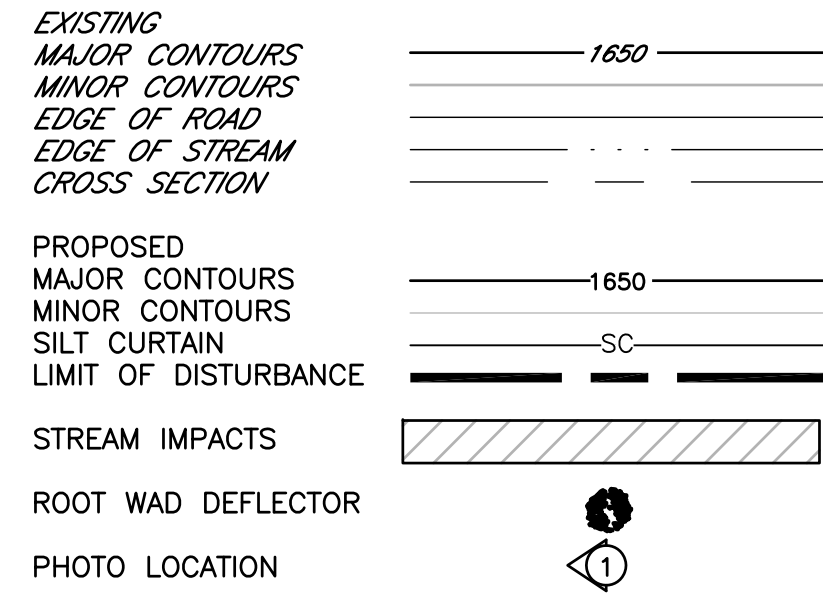 EXISTING
MAJOR CONTOURS 1650
MINOR CONTOURS
EDGE OF ROAD
EDGE OF STREAM
CROSS SECTION
PROPOSED
MAJOR CONTOURS 1650
MINOR CONTOURS
SILT CURTAIN SC
LIMIT OF DISTURBANCE
STREAM IMPACTS
ROOT WAD DEFLECTOR
PHOTO LOCATION 1